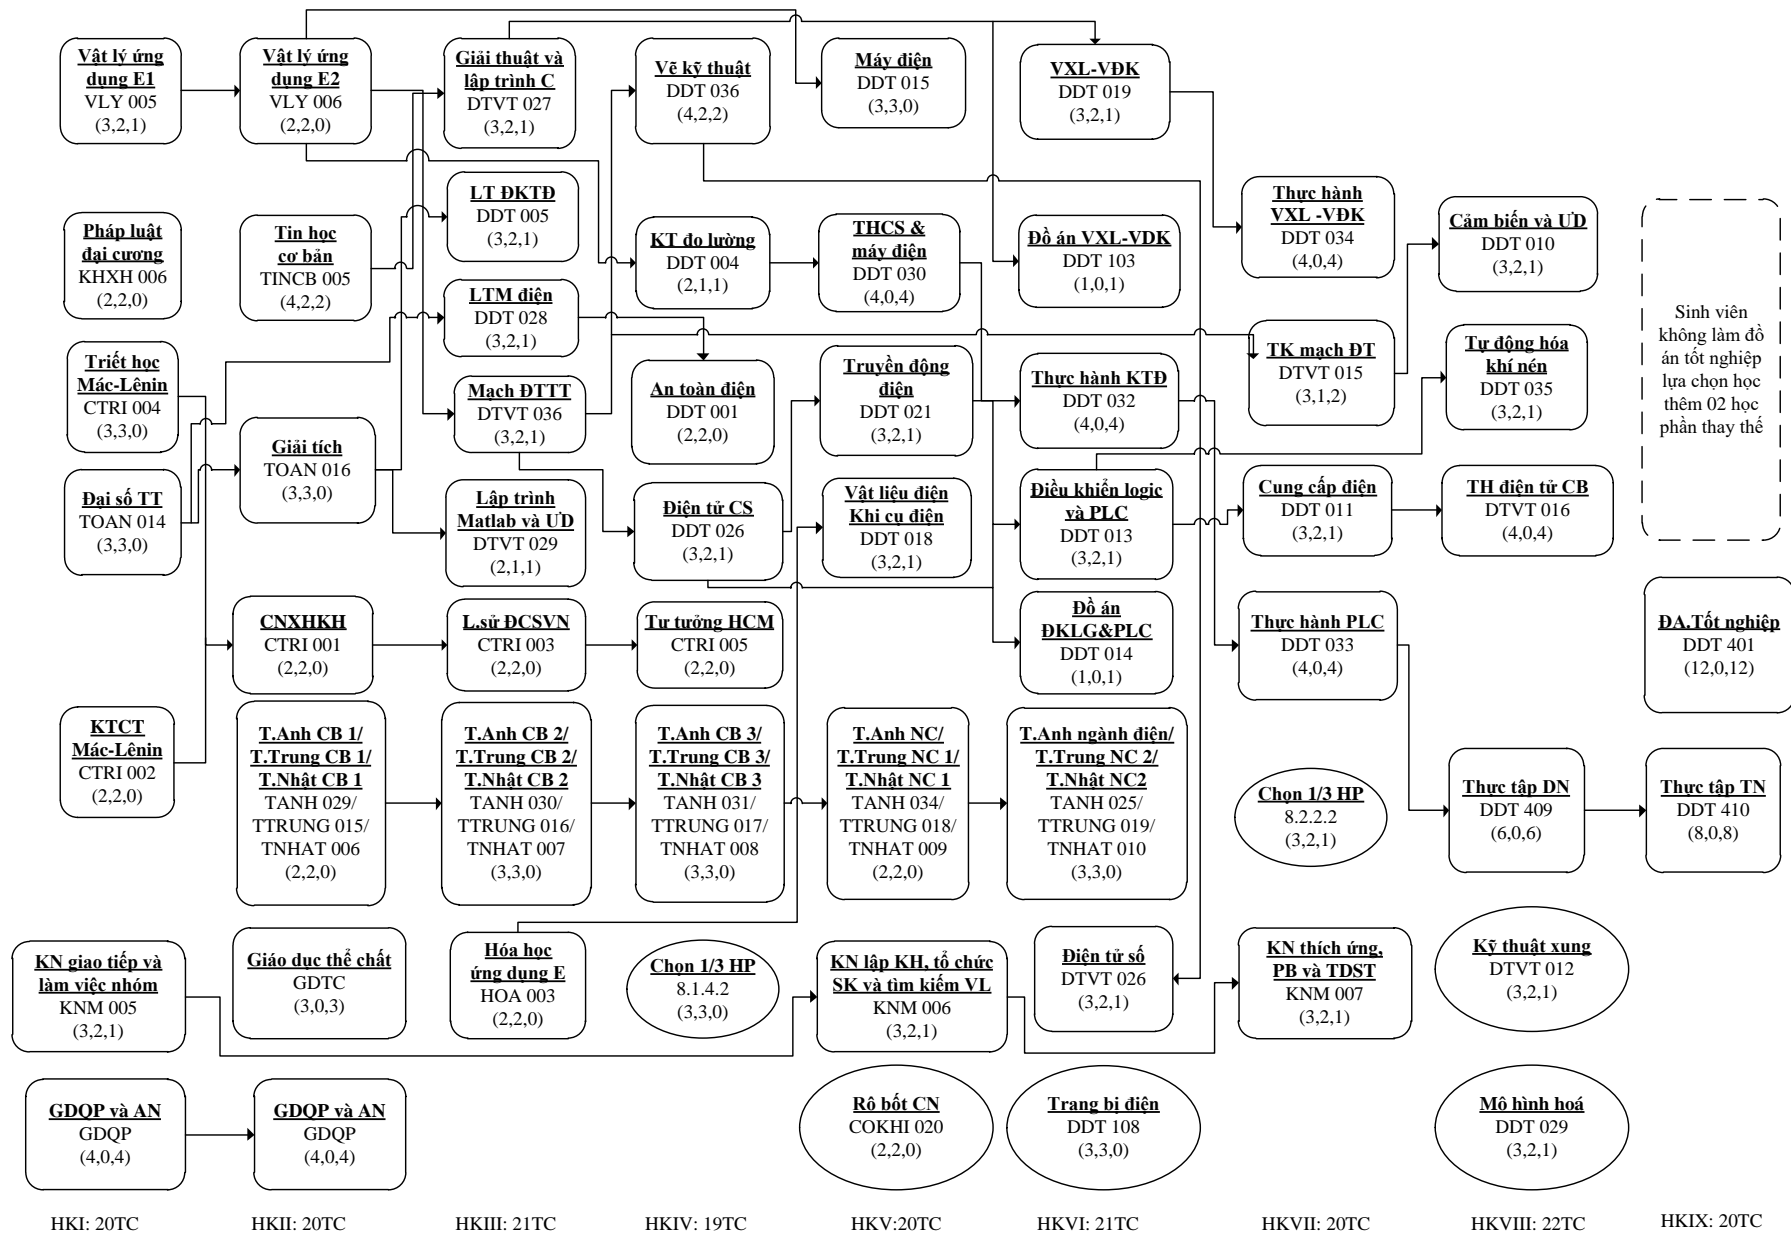 Vật lý ứng
dụng E1
VLY 005
(3,2,1)
Vật lý ứng
dụng E2
VLY 006
(2,2,0)
Giải thuật và
lập trình C
DTVT 027
(3,2,1)
Vẽ kỹ thuật
DDT 036
(4,2,2)
Máy điện
DDT 015
(3,3,0)
VXL-VĐK
DDT 019
(3,2,1)
Pháp luật
đại cương
KHXH 006
(2,2,0)
Tin học
cơ bản
TINCB 005
(4,2,2)
LT ĐKTĐ
DDT 005
(3,2,1)
KT đo lường
DDT 004
(2,1,1)
THCS &
máy điện
DDT 030
(4,0,4)
Đồ án VXL-VDK
DDT 103
(1,0,1)
Thực hành
VXL -VĐK
DDT 034
(4,0,4)
Cảm biến và ƯD
DDT 010
(3,2,1)
Sinh viên
không làm đồ
án tốt nghiệp
lựa chọn học
thêm 02 học
phần thay thế
LTM điện
DDT 028
(3,2,1)
Triết học
Mác-Lênin
CTRI 004
(3,3,0)
Mạch ĐTTT
DTVT 036
(3,2,1)
An toàn điện
DDT 001
(2,2,0)
Truyền động
điện
DDT 021
(3,2,1)
Thực hành KTĐ
DDT 032
(4,0,4)
TK mạch ĐT
DTVT 015
(3,1,2)
Tự động hóa
khí nén
DDT 035
(3,2,1)
Đại số TT
TOAN 014
(3,3,0)
Giải tích
TOAN 016
(3,3,0)
Lập trình
Matlab và ƯD
DTVT 029
(2,1,1)
Điện tử CS
DDT 026
(3,2,1)
Vật liệu điện
Khi cụ điện
DDT 018
(3,2,1)
Điều khiển logic
và PLC
DDT 013
(3,2,1)
Cung cấp điện
DDT 011
(3,2,1)
TH điện tử CB
DTVT 016
(4,0,4)
CNXHKH
CTRI 001
(2,2,0)
L.sử ĐCSVN
CTRI 003
(2,2,0)
Tư tưởng HCM
CTRI 005
(2,2,0)
Đồ án
ĐKLG&PLC
DDT 014
(1,0,1)
Thực hành PLC
DDT 033
(4,0,4)
ĐA.Tốt nghiệp
DDT 401
(12,0,12)
KTCT
Mác-Lênin
CTRI 002
(2,2,0)
T.Anh CB 1/
T.Trung CB 1/
T.Nhật CB 1
TANH 029/
TTRUNG 015/
TNHAT 006
(2,2,0)
T.Anh CB 2/
T.Trung CB 2/
T.Nhật CB 2
TANH 030/
TTRUNG 016/
TNHAT 007
(3,3,0)
T.Anh CB 3/
T.Trung CB 3/
T.Nhật CB 3
TANH 031/
TTRUNG 017/
TNHAT 008
(3,3,0)
T.Anh NC/
T.Trung NC 1/
T.Nhật NC 1
TANH 034/
TTRUNG 018/
TNHAT 009
(2,2,0)
T.Anh ngành điện/
T.Trung NC 2/
T.Nhật NC2
TANH 025/
TTRUNG 019/
TNHAT 010
(3,3,0)
Chọn 1/3 HP
8.2.2.2
(3,2,1)
Thực tập DN
DDT 409
(6,0,6)
Thực tập TN
DDT 410
(8,0,8)
KN giao tiếp và
làm việc nhóm
KNM 005
(3,2,1)
Giáo dục thể chất
GDTC
(3,0,3)
Hóa học
ứng dụng E
HOA 003
(2,2,0)
Chọn 1/3 HP
8.1.4.2
(3,3,0)
KN lập KH, tổ chức
SK và tìm kiếm VL
KNM 006
(3,2,1)
Điện tử số
DTVT 026
(3,2,1)
KN thích ứng,
PB và TDST
KNM 007
(3,2,1)
Kỹ thuật xung
DTVT 012
(3,2,1)
GDQP và AN
GDQP
(4,0,4)
GDQP và AN
GDQP
(4,0,4)
Rô bốt CN
COKHI 020
(2,2,0)
Trang bị điện
DDT 108
(3,3,0)
Mô hình hoá
DDT 029
(3,2,1)
HKI: 20TC
HKII: 20TC
HKIII: 21TC
HKIV: 19TC
HKV:20TC
HKVI: 21TC
HKVII: 20TC
HKVIII: 22TC
HKIX: 20TC